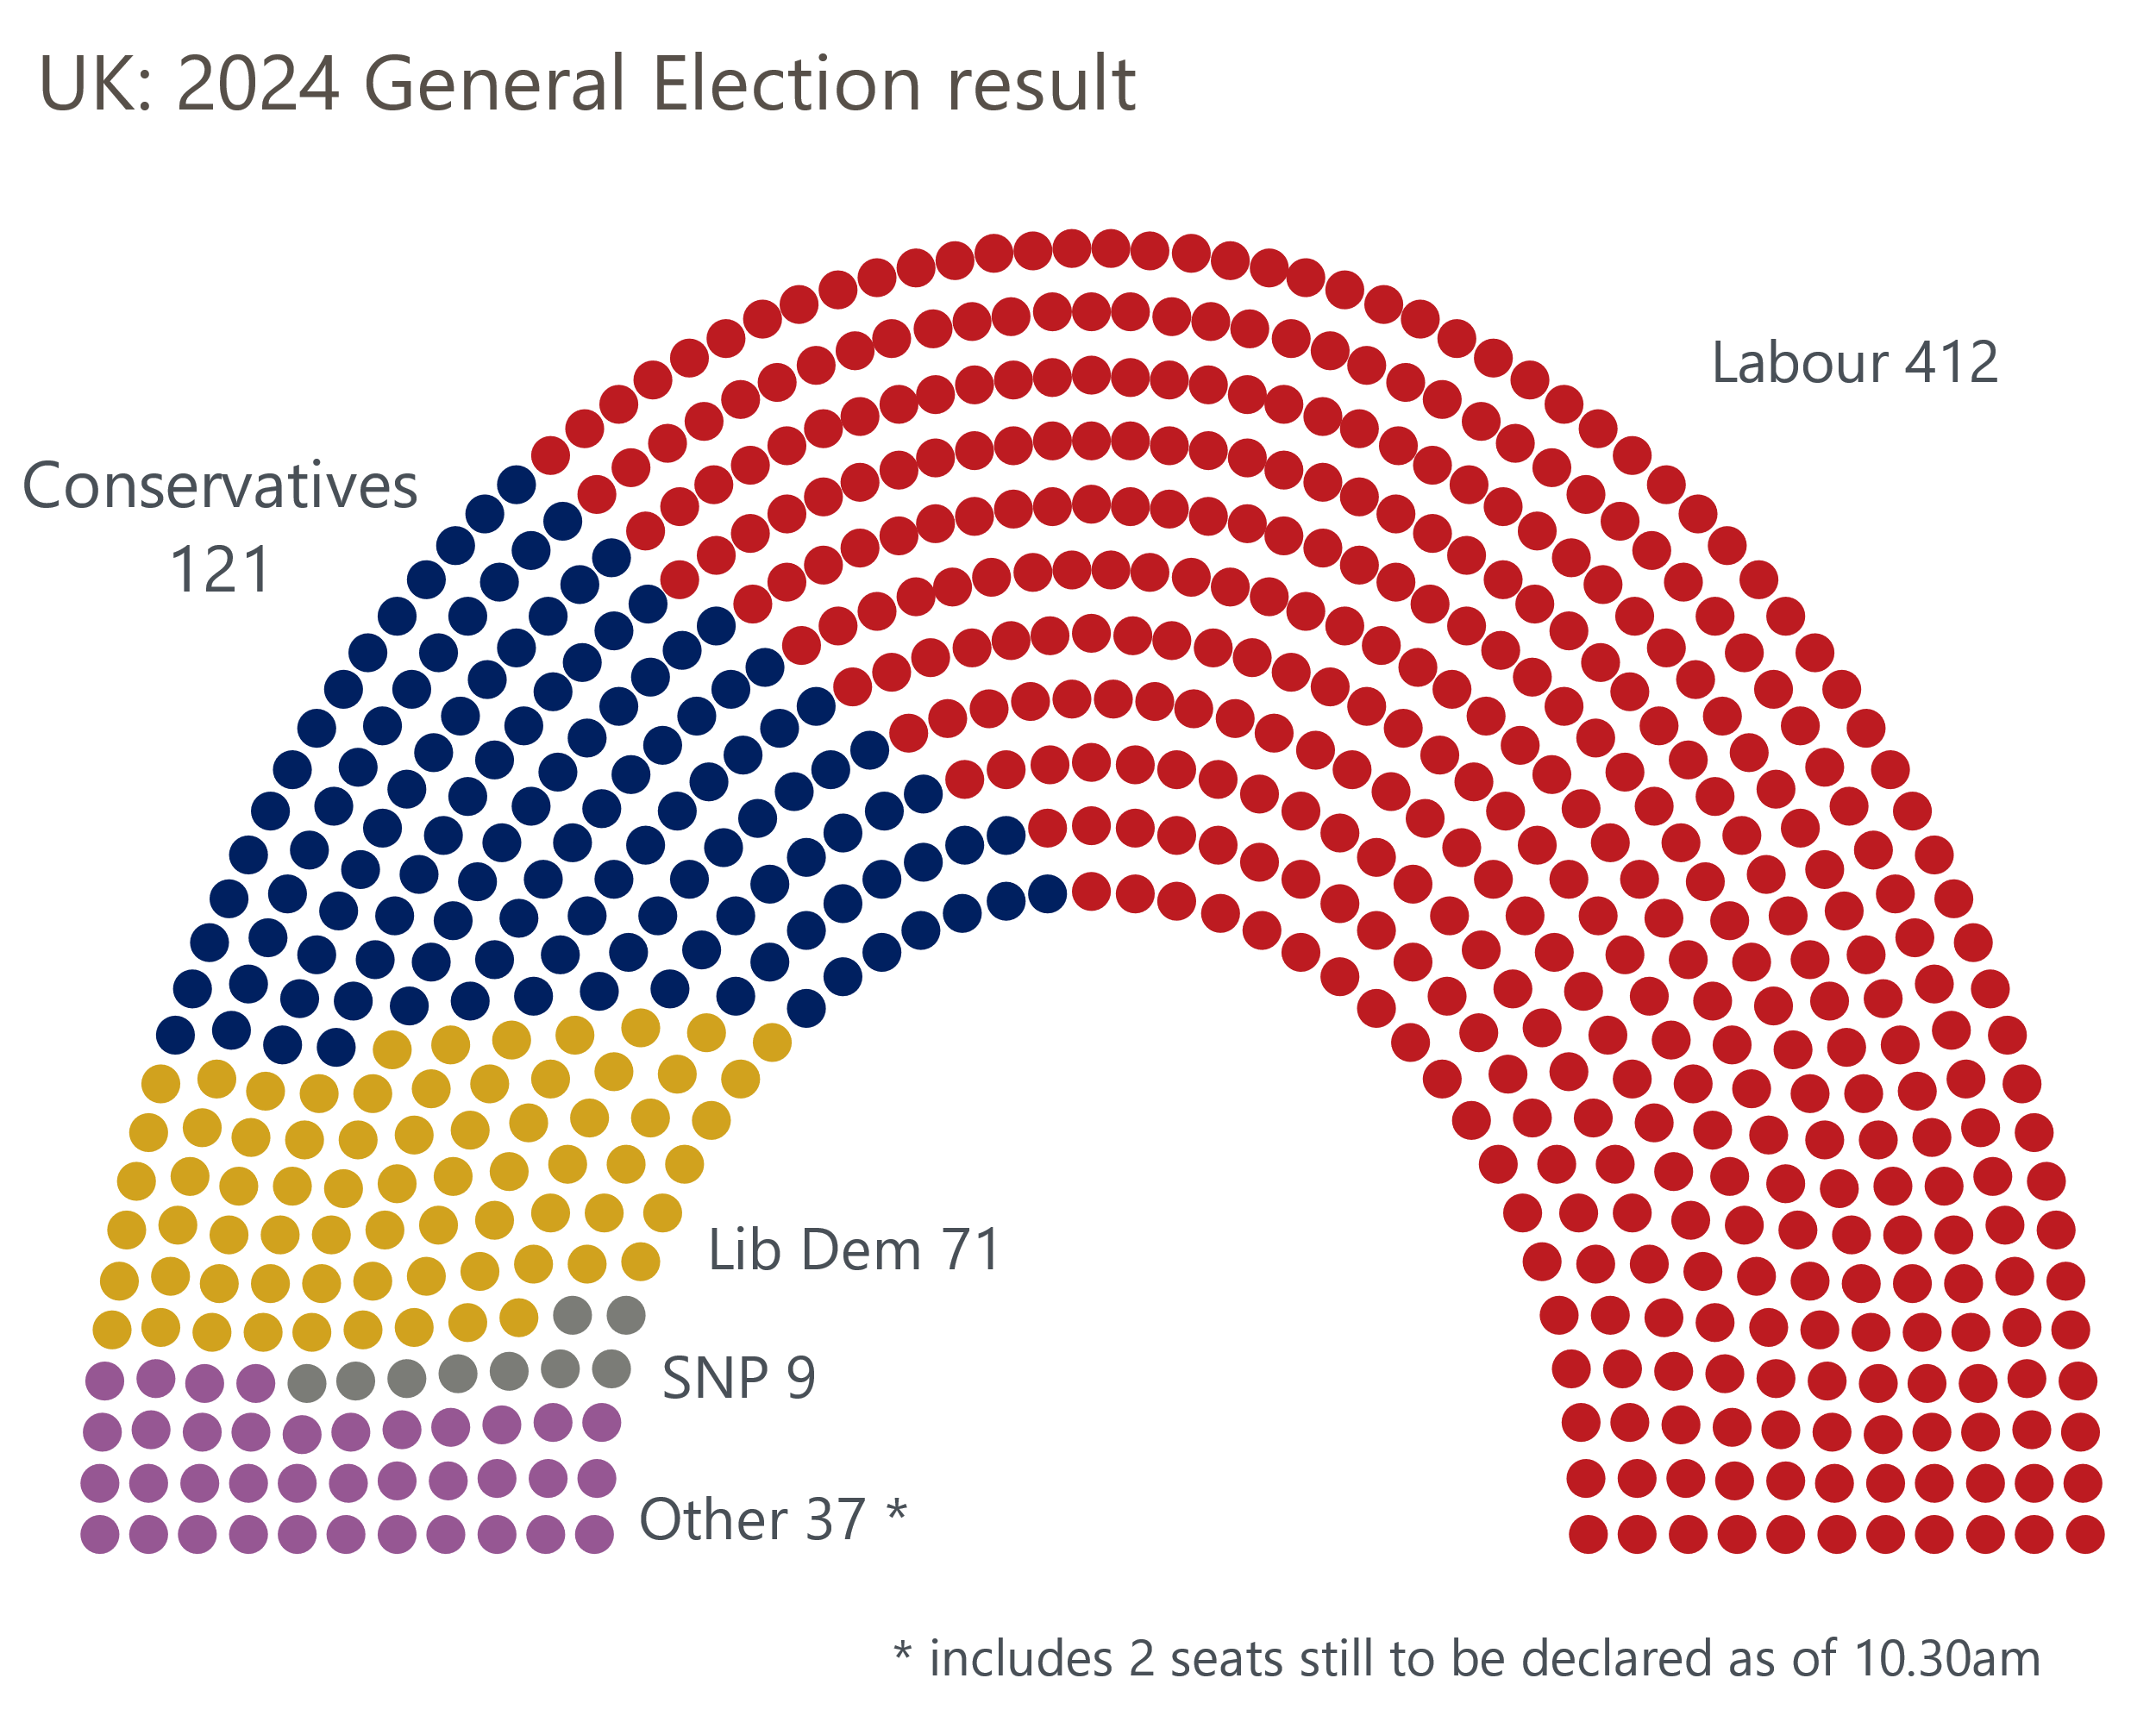 UK: 2024 General Election result
Labour 412
Conservatives
121
Lib Dem 71
SNP 9
Other 37 *
* includes 2 seats still to be declared as of 10.30am